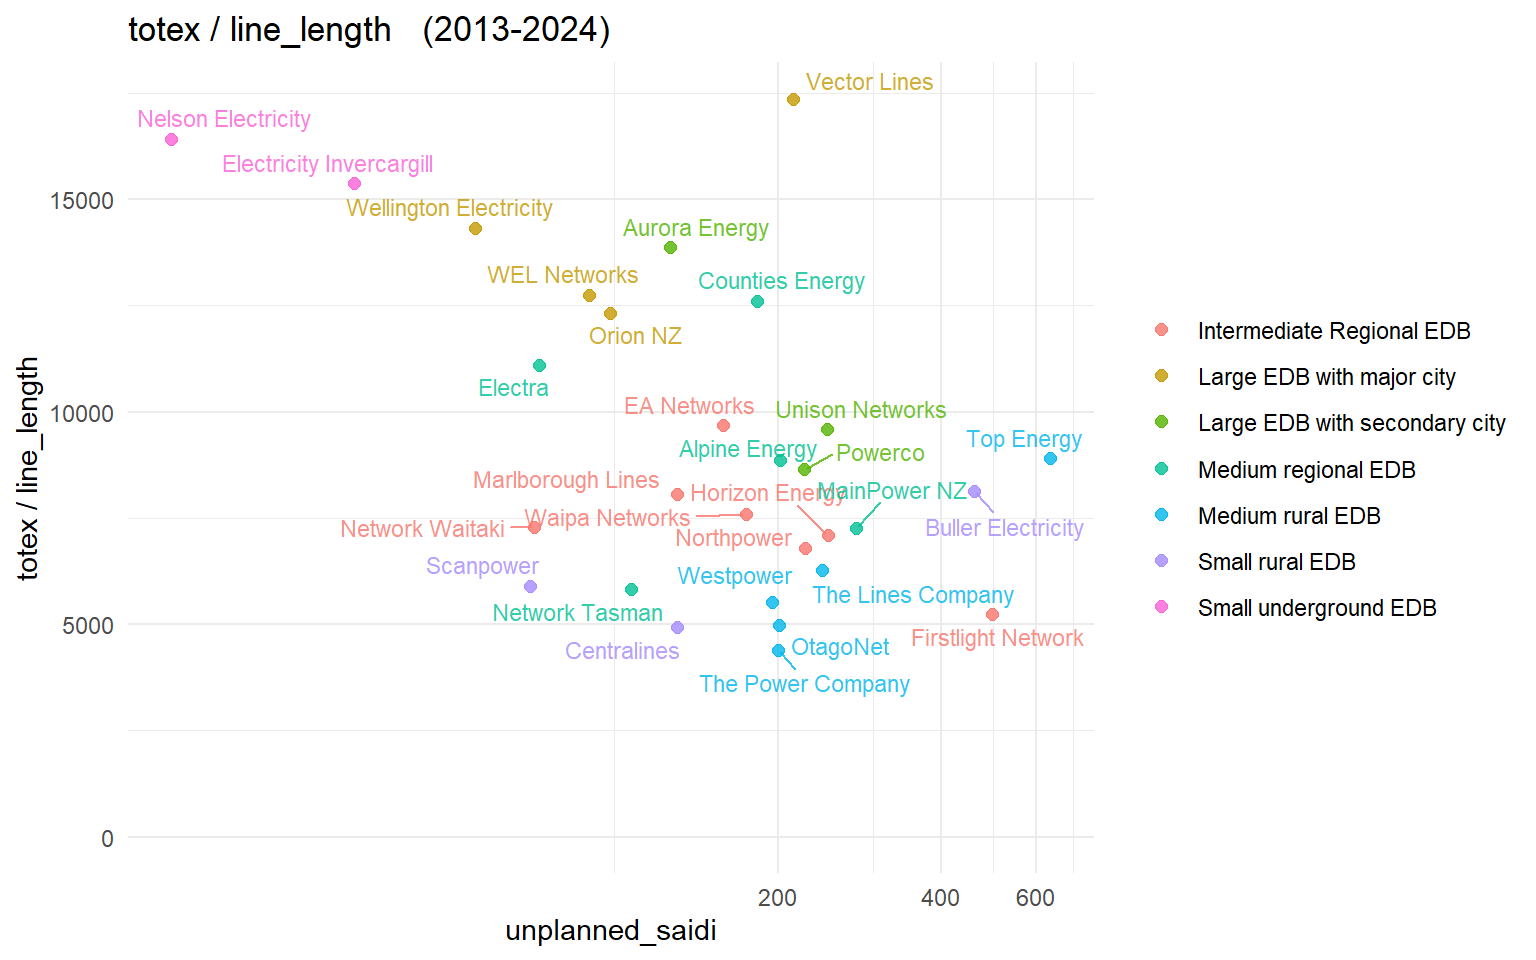 totex / line_length   (2013-2024)
Vector Lines
Nelson Electricity
Electricity Invercargill
15000
Wellington Electricity
Aurora Energy
WEL Networks
Counties Energy
Orion NZ
Intermediate Regional EDB
Large EDB with major city
Large EDB with secondary city
Medium regional EDB
Medium rural EDB
Small rural EDB
Small underground EDB
totex / line_length
Electra
10000
EA Networks
Unison Networks
Top Energy
Alpine Energy
Powerco
Marlborough Lines
Horizon Energy
MainPower NZ
Waipa Networks
Network Waitaki
Buller Electricity
Northpower
Scanpower
Westpower
The Lines Company
Network Tasman
5000
Firstlight Network
Centralines
OtagoNet
The Power Company
0
200
400
600
unplanned_saidi